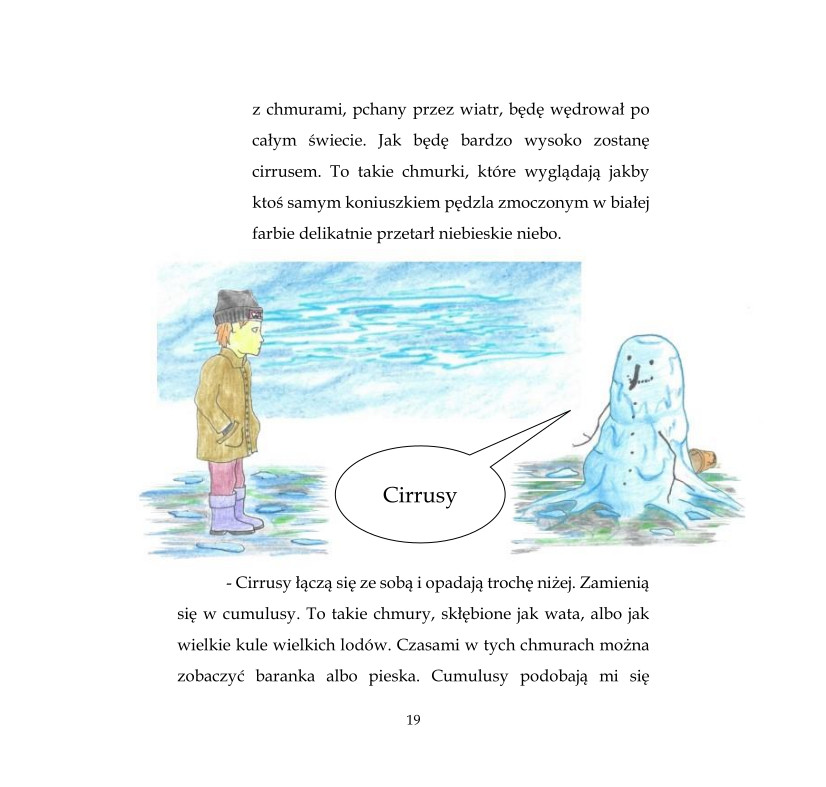 z chmurami, pchany przez wiatr, będę wędrował po
całym świecie. Jak będę bardzo wysoko zostanę
cirrusem. To takie chmurki, które wyglądają jakby
ktoś samym koniuszkiem pędzla zmoczonym w białej
farbie delikatnie przetarł niebieskie niebo.
Cirrusy
- Cirrusy łączą się ze sobą i opadają trochę niżej. Zamienią
się w cumulusy. To takie chmury, skłębione jak wata, albo jak
wielkie kule wielkich lodów. Czasami w tych chmurach można
zobaczyć baranka albo pieska. Cumulusy podobają mi się
19